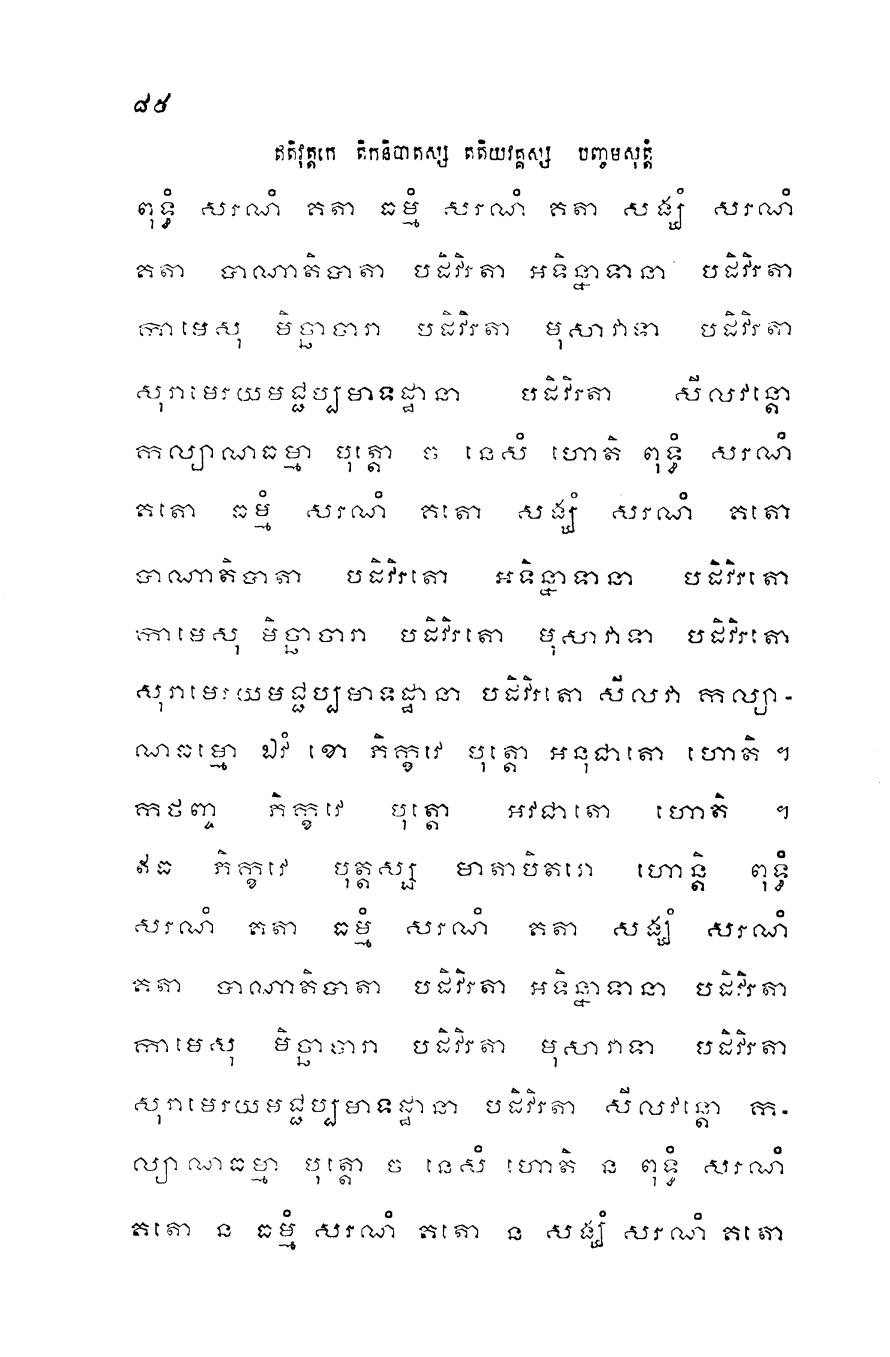 ៨៥
ឥតិវុត្តកេ តិកនិបាតស្ស តតិយវគ្គស្ស បញ្ចមសុត្តំ
ពុទ្ធំ សរណំ គតា ធម្មំ សរណំ គតា សង្ឃំ សរណំ
គតា បាណាតិបាតា បដិវិរតា អទិន្នាទានា បដិវិរតា
កាមេសុ មិច្ឆាចារា បដិវិរតា មុសាវាទា បដិវិរតា
សុរាមេរយមជ្ជប្បមាទដ្ឋានា បដិវិរតា សីលវន្តោ
កល្យាណធម្មា បុត្តោ ច នេសំ ហោតិ ពុទ្ធំ សរណំ
គតោ ធម្មំ សរណំ គតោ សង្ឃំ សរណំ គតោ
បាណាតិបាតា បដិវិរតោ អទិន្នាទានា បដិវិរតោ
កាមេសុ មិច្ឆាចារា បដិវិរតោ មុសាវាទា បដិវិរតោ
សុរាមេរយមជ្ជប្បមាទដ្ឋានា បដិវិរតោ សីលវា កល្យា-
ណធម្មោ ឯវំ ខោ ភិក្ខវេ បុត្តោ អនុជាតោ ហោតិ ។
កថញ្ច ភិក្ខវេ បុត្តោ អវជាតោ ហោតិ ។
ឥធ ភិក្ខវេ បុត្តស្ស មាតាបិតរោ ហោន្តិ ពុទ្ធំ
សរណំ គតា ធម្មំ សរណំ គតា សង្ឃំ សរណំ
គតា បាណាតិបាតា បដិវិរតា អទិន្នាទានា បដិវិរតា
កាមេសុ មិច្ឆាចារា បដិវិរតា មុសាវាទា បដិវិរតា
សុរាមេរយមជ្ជប្បមាទដ្ឋានា បដិវិរតា សីលវន្តោ ក-
ល្យាណធម្មា បុត្តោ ច នេសំ ហោតិ ន ពុទ្ធំ សរណំ
គតោ ន ធម្មំ សរណំ គតោ ន សង្ឃំ សរណំ គតោ